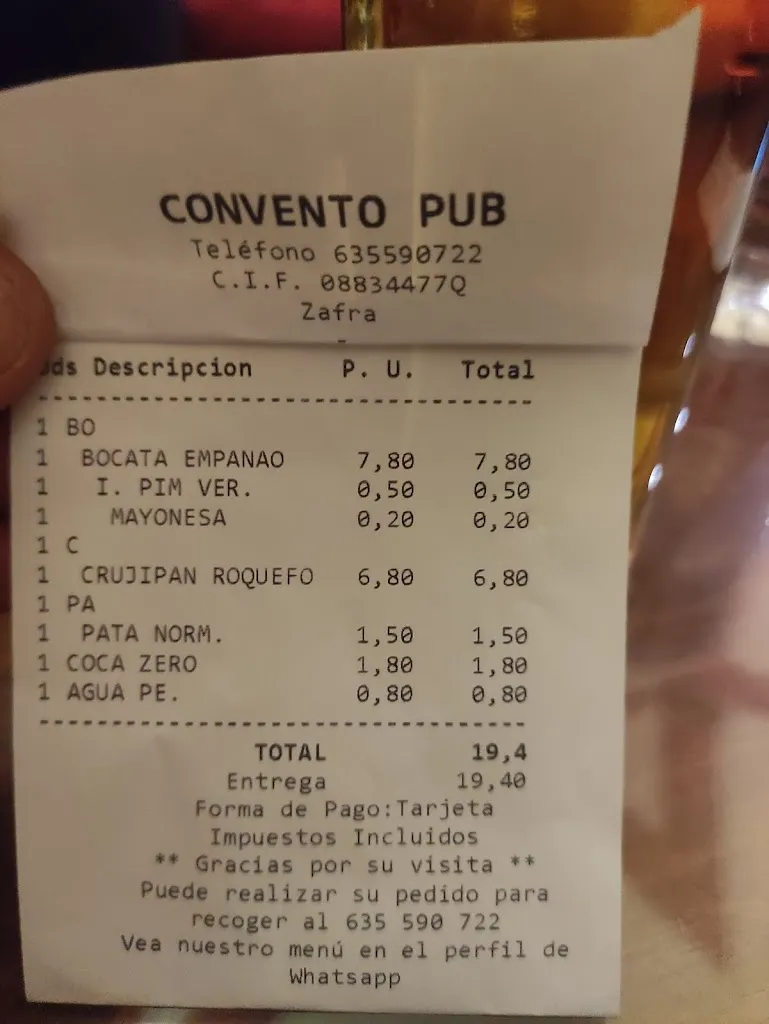 CONVENTO PUB
Teléfono 635590722
C.I.F. 08834477Q
Zafra
-
Uds Descripcion P. U. Total
1 BO
1 BOCATA EMPANAO 7,80 7,80
1 I. PIM VER. 0,50 0,50
1 MAYONESA 0,20 0,20
1 C
1 CRUJIPAN ROQUEFO 6,80 6,80
1 PA
1 PATA NORM. 1,50 1,50
1 COCA ZERO 1,80 1,80
1 AGUA PE. 0,80 0,80
TOTAL 19,4
Entrega 19,40
Forma de Pago:Tarjeta
Impuestos Incluidos
** Gracias por su visita **
Puede realizar su pedido para
recoger al 635 590 722
Vea nuestro menú en el perfil de
Whatsapp